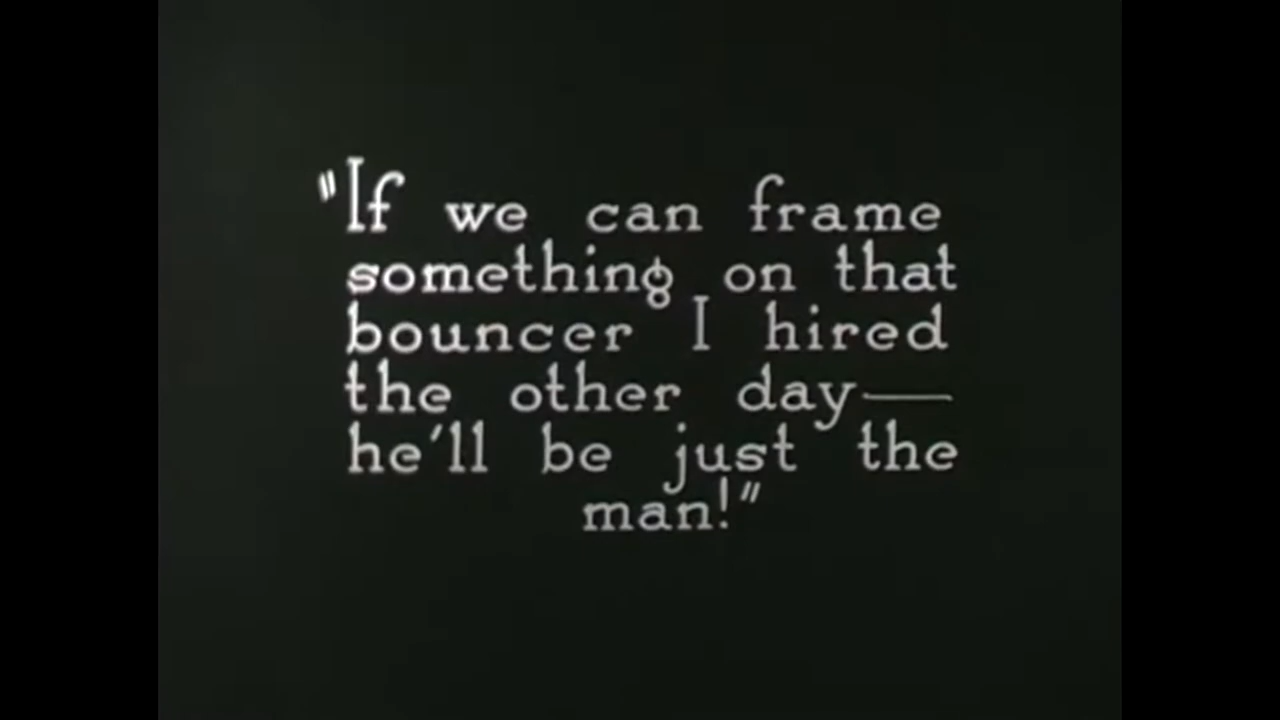 "If we can frame
something on that
bouncer I hired
the other day—
he'll be just the
man!"